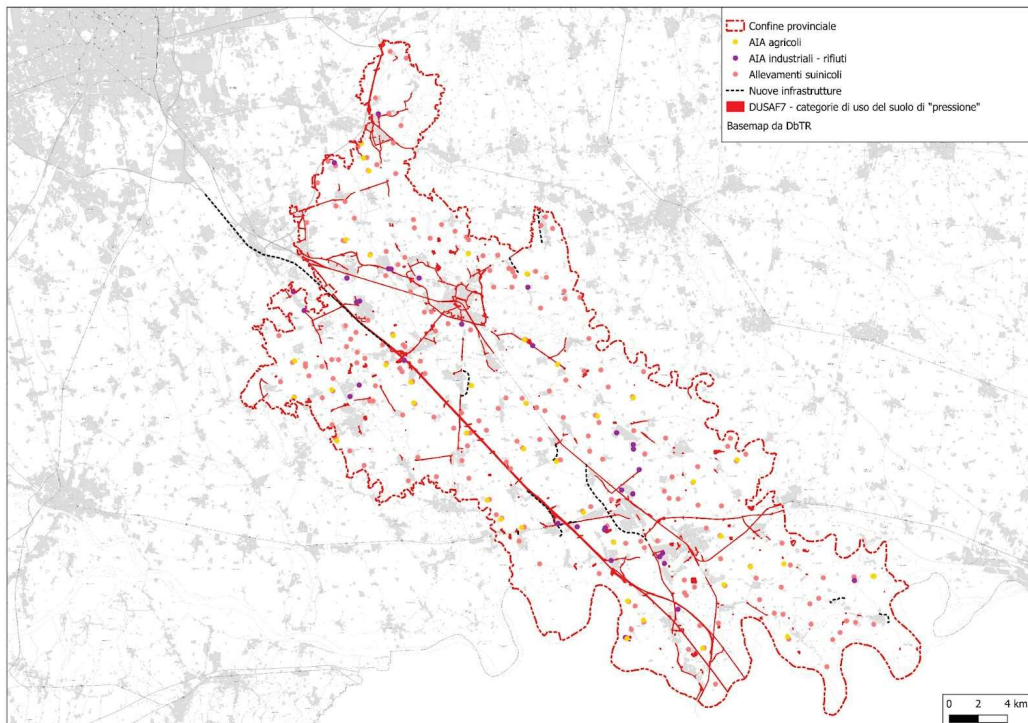 Confine provinciale
AIA agricoli
AIA industriali - rifiuti
Allevamenti suinicoli
Nuove infrastrutture
DUSAF7 - categorie di uso del suolo di "pressione"
Basemap da DbTR
0 2 4 km